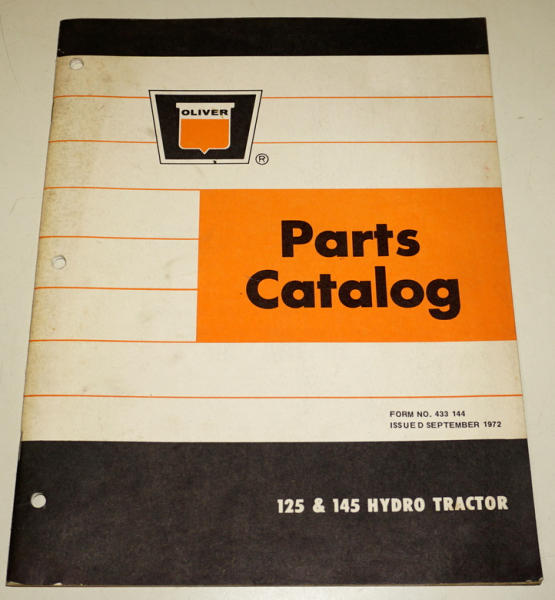 OLIVER
®
Parts
Catalog
FORM NO. 433 144
ISSUED SEPTEMBER 1972
125 & 145 HYDRO TRACTOR